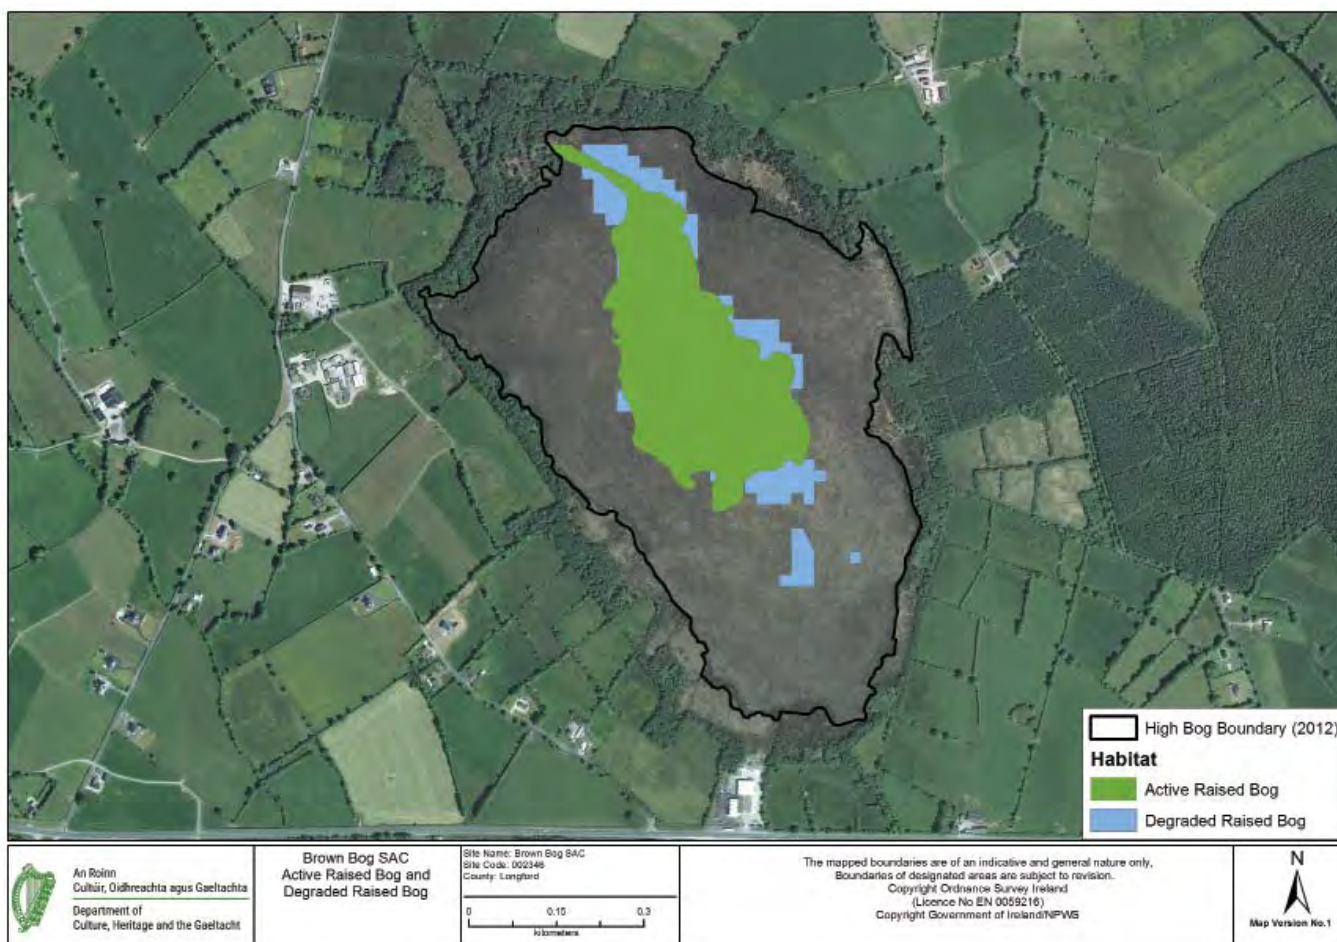 High Bog Boundary (2012)
Habitat
Active Raised Bog
Degraded Raised Bog
An Roinn
Cultúir, Oidhreachta agus Gaeltachta
Department of
Culture, Heritage and the Gaeltacht
Brown Bog SAC
Active Raised Bog and
Degraded Raised Bog
Site Name: Brown Bog SAC
Site Code: 002346
County: Longford
0 0.15 0.3
kilometers
The mapped boundaries are of an indicative and general nature only,
Boundaries of designated areas are subject to revision.
Copyright Ordnance Survey Ireland
(Licence No EN 0059216)
Copyright Government of Ireland/NPWS
N
Map Version No.1